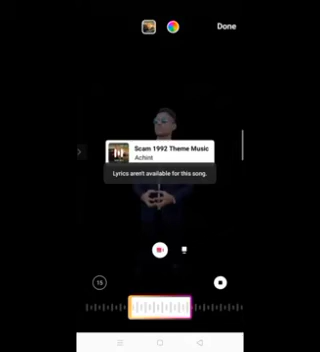 Done
Scam 1992 Theme Music
Achint
Lyrics aren't available for this song.
15